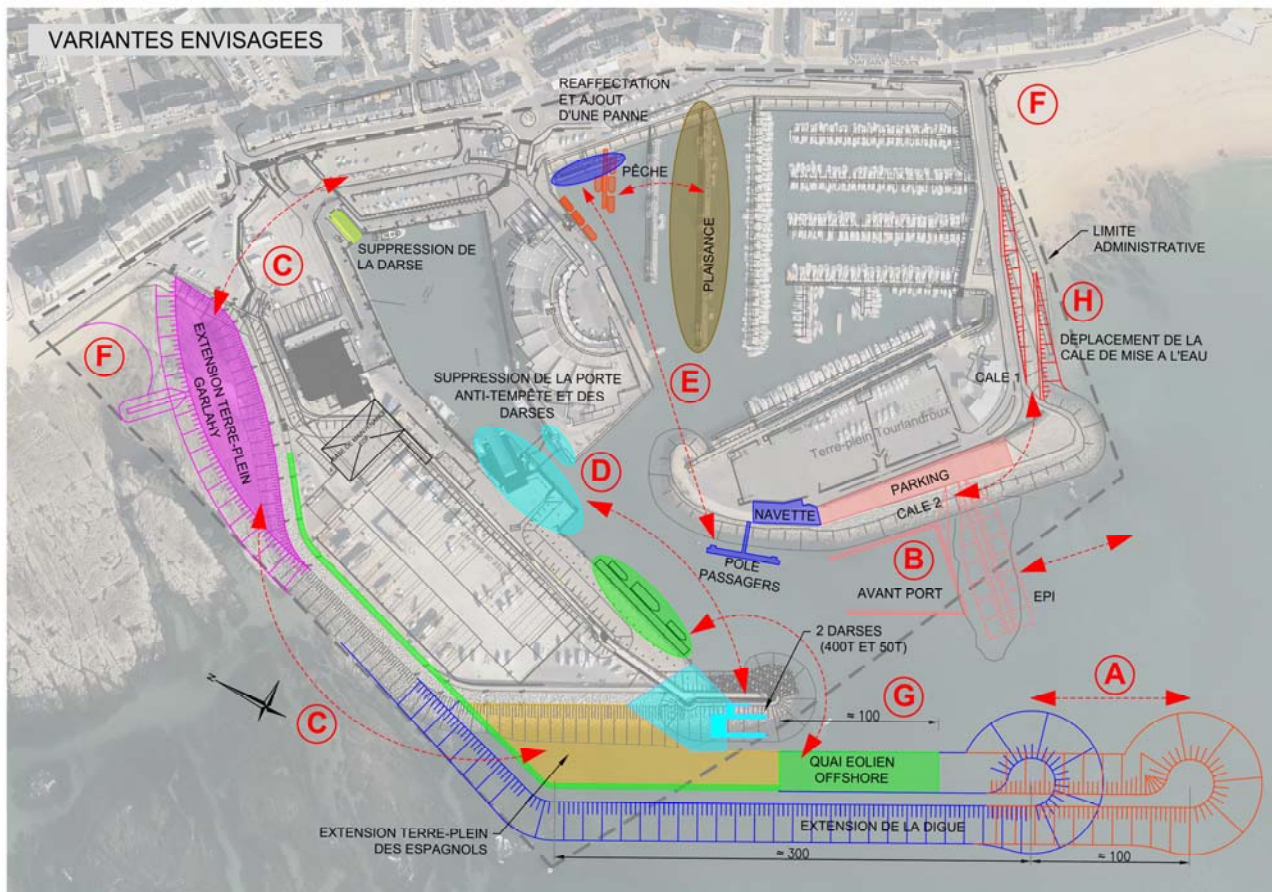 VARIANTES ENVISAGEES
QUAI SAINT JACQUES
REAFFECTATION
ET AJOUT
D'UNE PANNE
F
PÊCHE
PLAISANCE
SUPPRESSION DE
LA DARSE
C
LIMITE
ADMINISTRATIVE
H
DEPLACEMENT DE LA
CALE DE MISE A L'EAU
EXTENSION TERRE-PLEIN
GARLAHY
F
E
SUPPRESSION DE LA PORTE
ANTI-TEMPÊTE ET DES
DARSES
CALE 1
Terre-plein Tourlandroux
D
PARKING
CALE 2
NAVETTE
POLE
PASSAGERS
B
AVANT PORT
EPI
2 DARSES
(400T ET 50T)
N
A
G
≈ 100
C
QUAI EOLIEN
OFFSHORE
EXTENSION TERRE-PLEIN
DES ESPAGNOLS
EXTENSION DE LA DIGUE
≈ 300
≈ 100